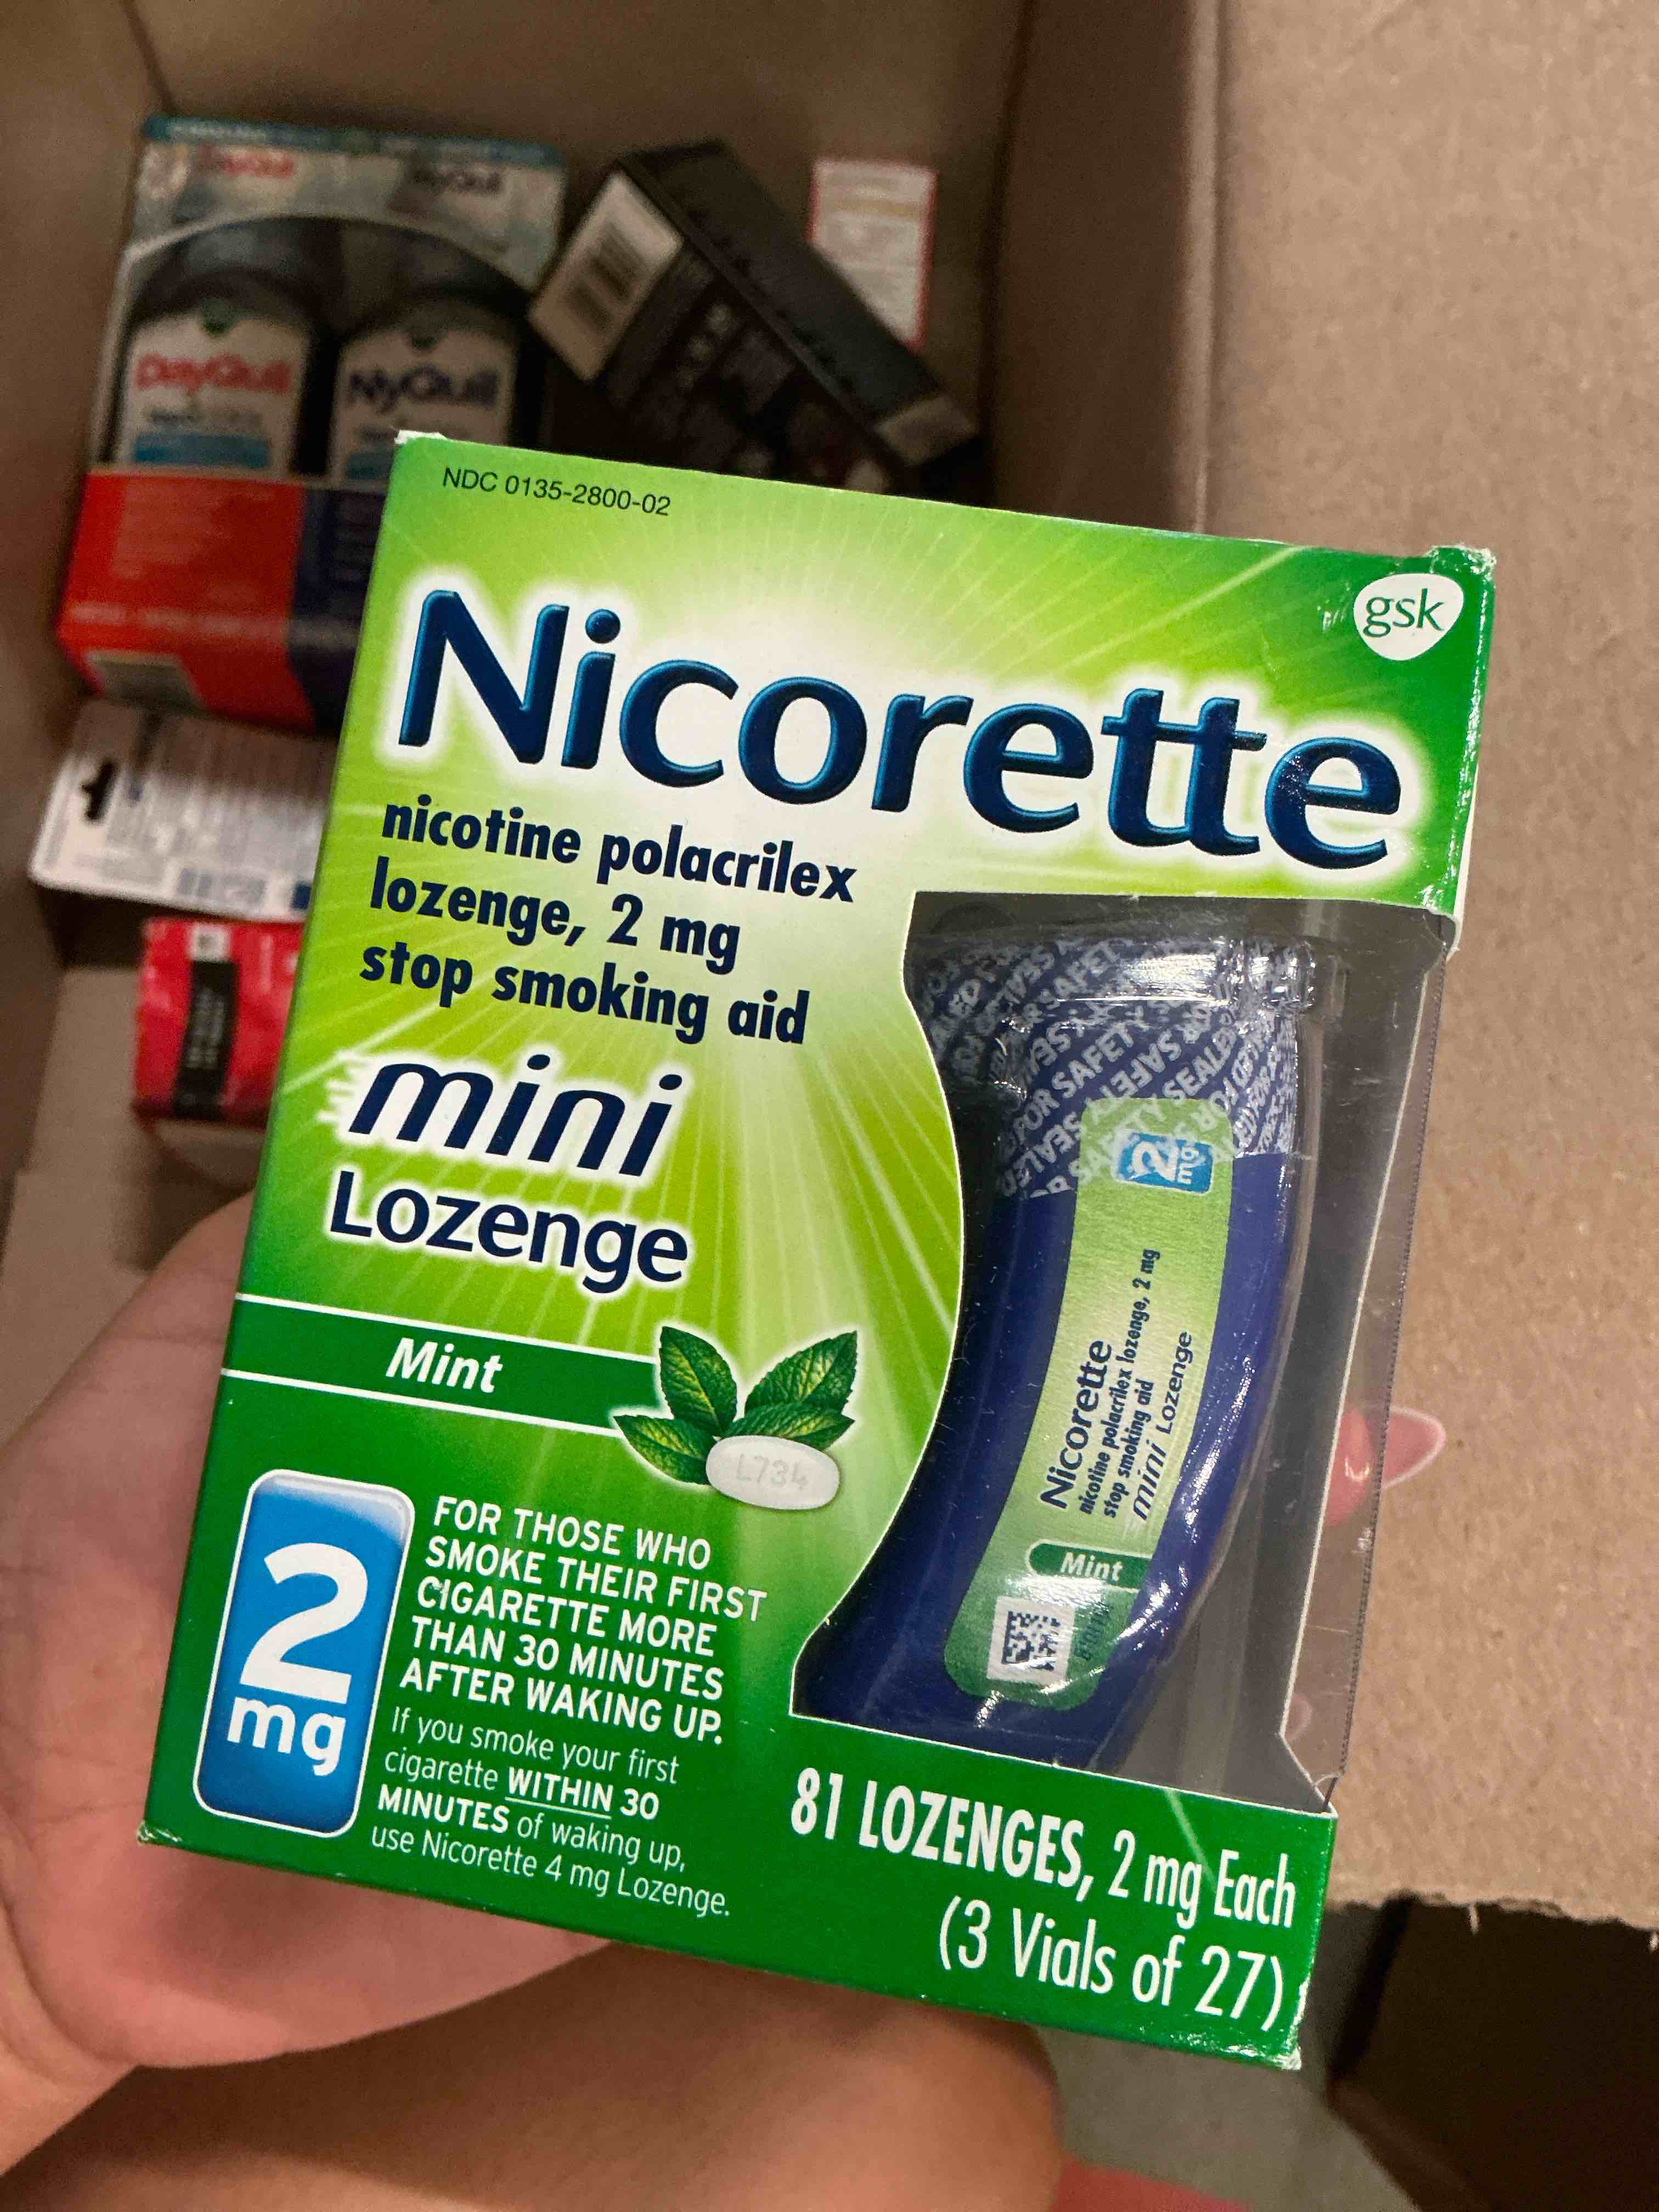 DayQuil
NyQuil
NDC 0135-2800-02
gsk
Nicorette
nicotine polacrilex
lozenge, 2 mg
stop smoking aid
mini
Lozenge
Mint
L734
2
mg
FOR THOSE WHO
SMOKE THEIR FIRST
CIGARETTE MORE
THAN 30 MINUTES
AFTER WAKING UP.
If you smoke your first
cigarette WITHIN 30
MINUTES of waking up,
use Nicorette 4 mg Lozenge.
2
mg
Nicorette
nicotine polacrilex lozenge, 2 mg
stop smoking aid
mini Lozenge
Mint
81 LOZENGES, 2 mg Each
(3 Vials of 27)